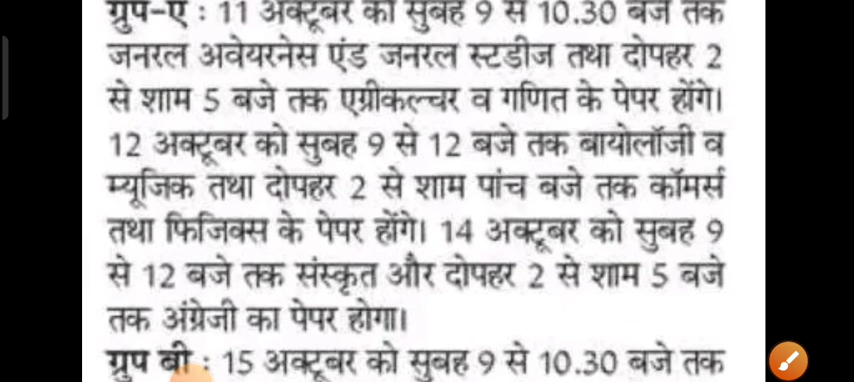 ग्रुप-ए : 11 अक्टूबर को सुबह 9 से 10.30 बजे तक
जनरल अवेयरनेस एंड जनरल स्टडीज तथा दोपहर 2
से शाम 5 बजे तक एग्रीकल्चर व गणित के पेपर होंगे।
12 अक्टूबर को सुबह 9 से 12 बजे तक बायोलॉजी व
म्यूजिक तथा दोपहर 2 से शाम पांच बजे तक कॉमर्स
तथा फिजिक्स के पेपर होंगे। 14 अक्टूबर को सुबह 9
से 12 बजे तक संस्कृत और दोपहर 2 से शाम 5 बजे
तक अंग्रेजी का पेपर होगा।
ग्रुप बी : 15 अक्टूबर को सुबह 9 से 10.30 बजे तक